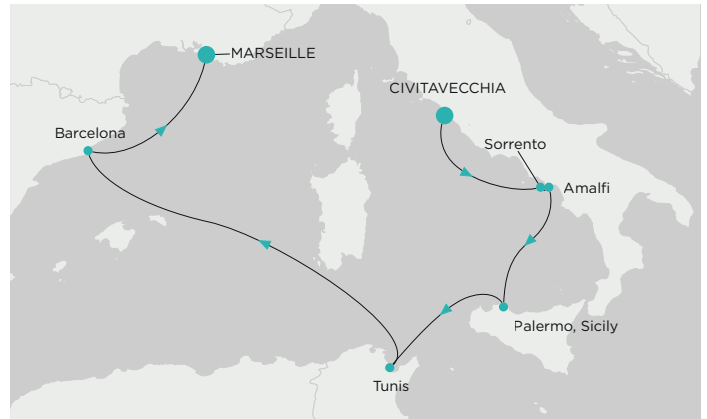 MARSEILLE
CIVITAVECCHIA
Barcelona
Sorrento
Amalfi
Palermo, Sicily
Tunis